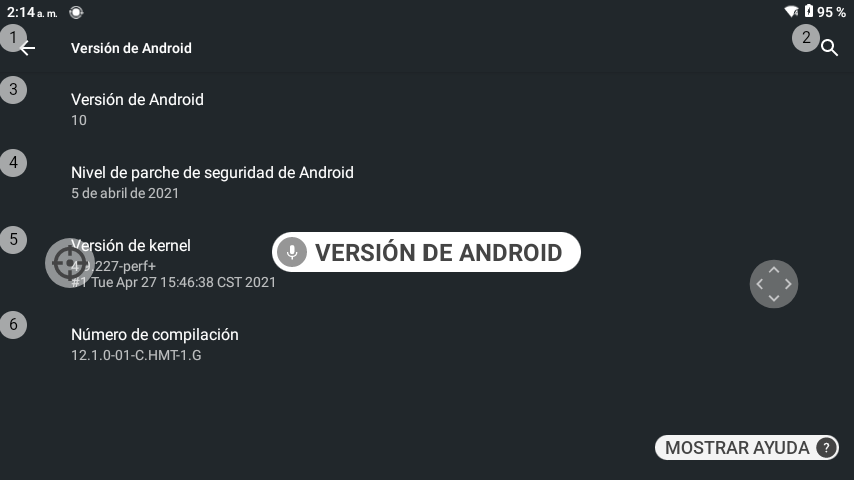 2:14 a. m.
95 %
1
Versión de Android
2
3
Versión de Android
10
4
Nivel de parche de seguridad de Android
5 de abril de 2021
5
Versión de kernel
4.9.227-perf+
#1 Tue Apr 27 15:46:38 CST 2021
VERSIÓN DE ANDROID
6
Número de compilación
12.1.0-01-C.HMT-1.G
MOSTRAR AYUDA ?